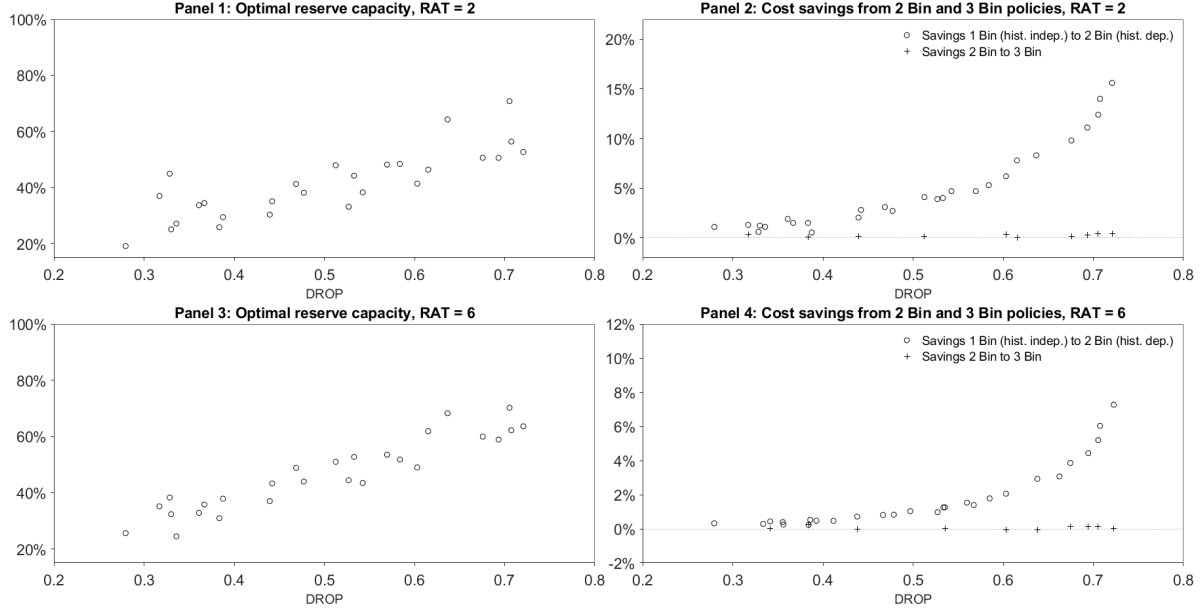 Panel 1: Optimal reserve capacity, RAT = 2
100%
80%
60%
40%
20%
0.2 0.3 0.4 0.5 0.6 0.7 0.8
DROP
Panel 2: Cost savings from 2 Bin and 3 Bin policies, RAT = 2
Savings 1 Bin (hist. indep.) to 2 Bin (hist. dep.)
Savings 2 Bin to 3 Bin
20%
15%
10%
5%
0%
0.2 0.3 0.4 0.5 0.6 0.7 0.8
DROP
Panel 3: Optimal reserve capacity, RAT = 6
100%
80%
60%
40%
20%
0.2 0.3 0.4 0.5 0.6 0.7 0.8
DROP
Panel 4: Cost savings from 2 Bin and 3 Bin policies, RAT = 6
Savings 1 Bin (hist. indep.) to 2 Bin (hist. dep.)
Savings 2 Bin to 3 Bin
12%
10%
8%
6%
4%
2%
0%
-2%
0.2 0.3 0.4 0.5 0.6 0.7 0.8
DROP